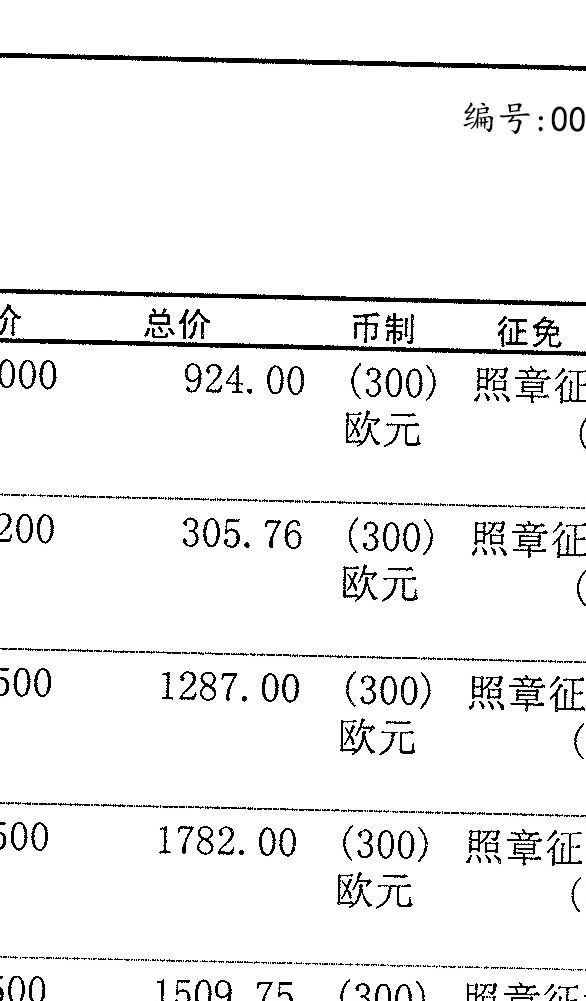 编号:00
价 总价 币制 征免
000 924.00 (300) 照章征
欧元 (
200 305.76 (300) 照章征
欧元 (
500 1287.00 (300) 照章征
欧元 (
500 1782.00 (300) 照章征
欧元 (
500 1509.75 (300) 照章征